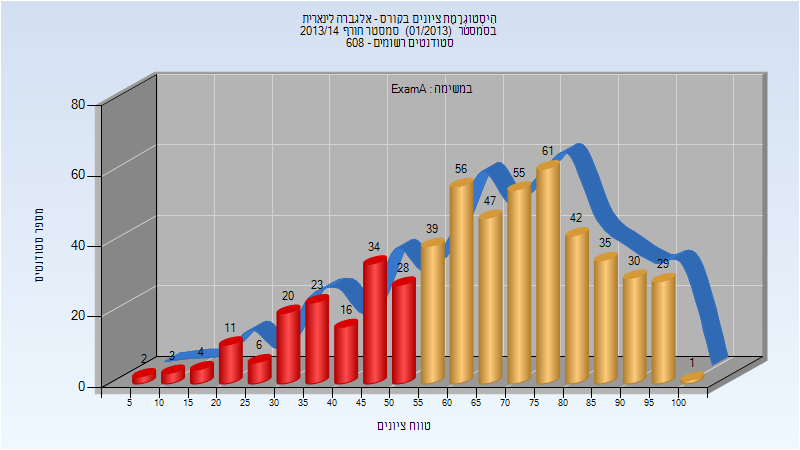 היסטוגרמת ציונים בקורס - אלגברה לינארית
בסמסטר (01/2013) סמסטר חורף 2013/14
סטודנטים רשומים - 608
במשימה : ExamA
מספר סטודנטים
80
60
40
20
0
2 3 4 11 6 20 23 16 34 28 39 56 47 55 61 42 35 30 29 1
5 10 15 20 25 30 35 40 45 50 55 60 65 70 75 80 85 90 95 100
טווח ציונים